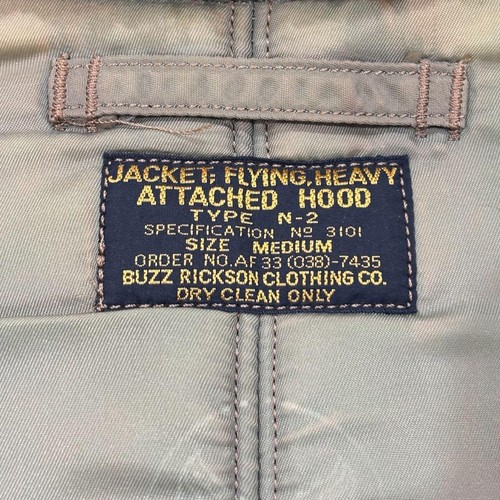 JACKET, FLYING, HEAVY
ATTACHED HOOD
TYPE N-2
SPECIFICATION Nº 3101
SIZE MEDIUM
ORDER NO. AF 33 (038)-7435
BUZZ RICKSON CLOTHING CO.
DRY CLEAN ONLY